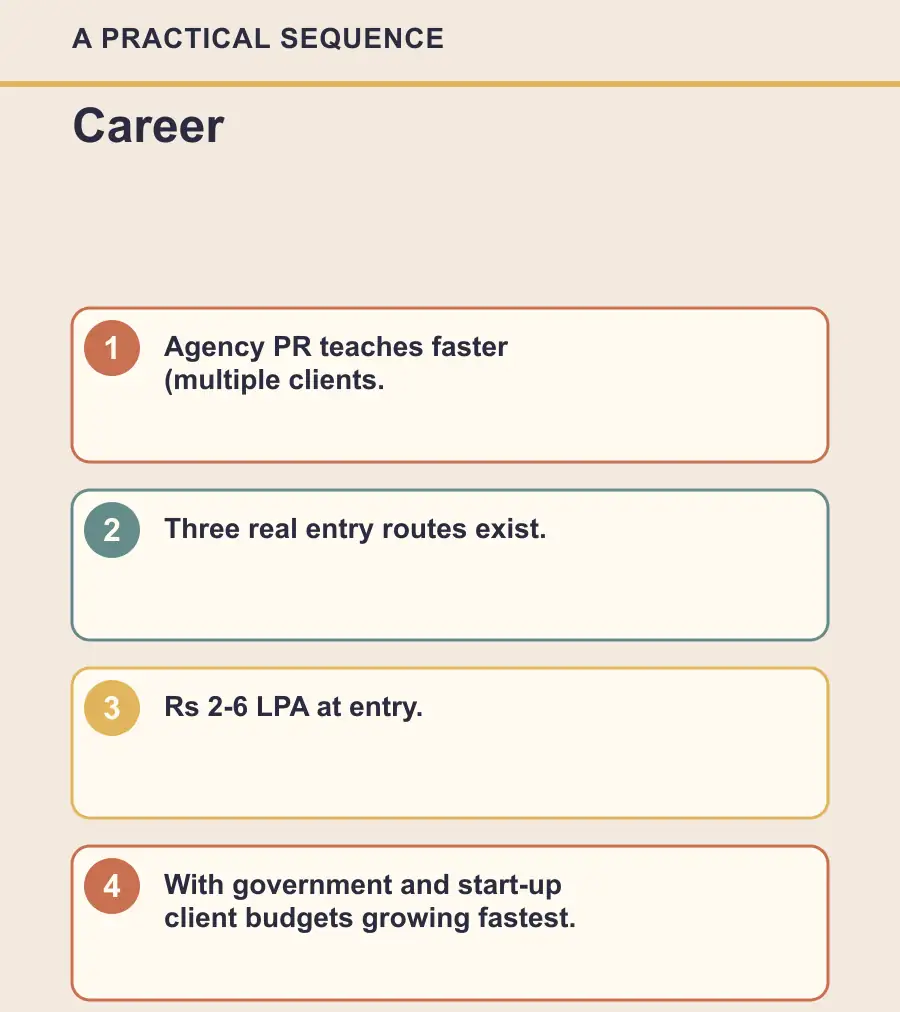 A PRACTICAL SEQUENCE
Career
1
Agency PR teaches faster
(multiple clients.
2
Three real entry routes exist.
3
Rs 2-6 LPA at entry.
4
With government and start-up
client budgets growing fastest.